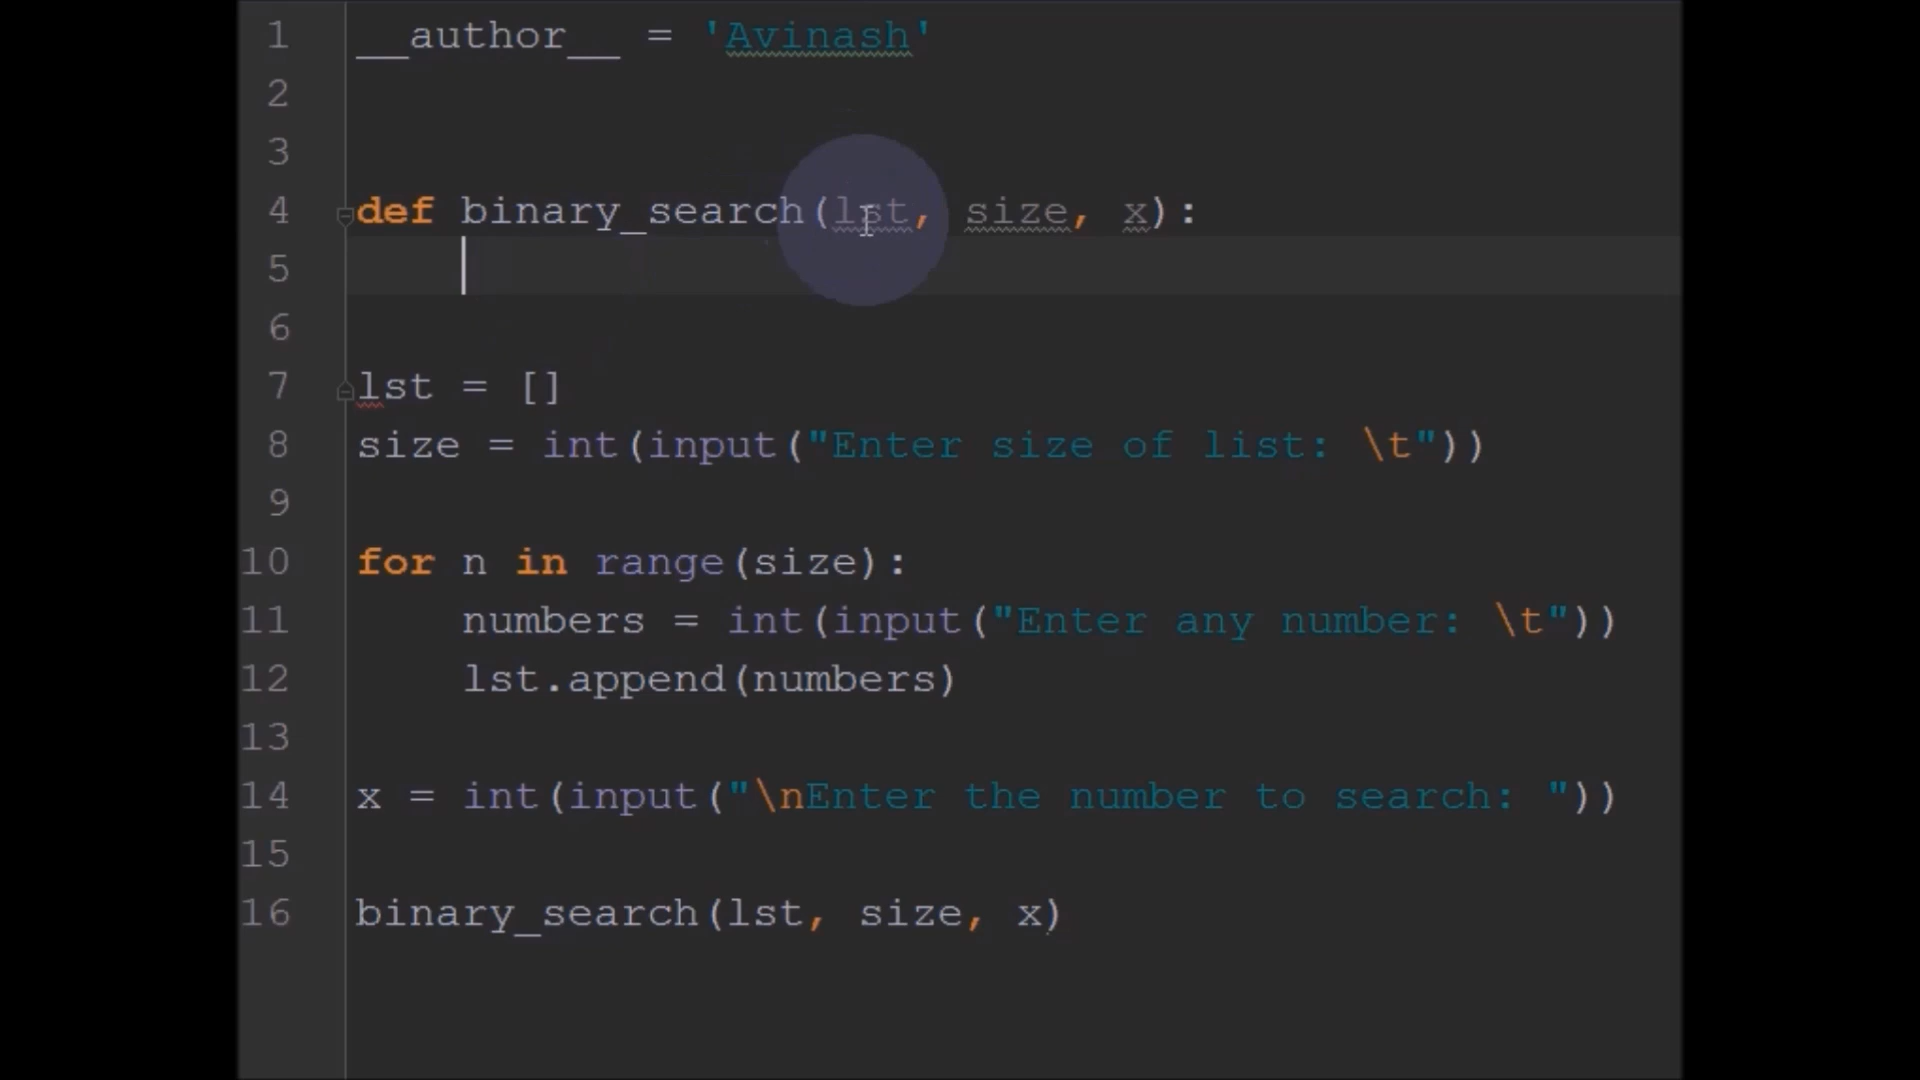 1 __author__ = 'Avinash'
2
3
4 def binary_search(lst, size, x):
5
6
7 lst = []
8 size = int(input("Enter size of list: \t"))
9
10 for n in range(size):
11     numbers = int(input("Enter any number: \t"))
12     lst.append(numbers)
13
14 x = int(input("\nEnter the number to search: "))
15
16 binary_search(lst, size, x)